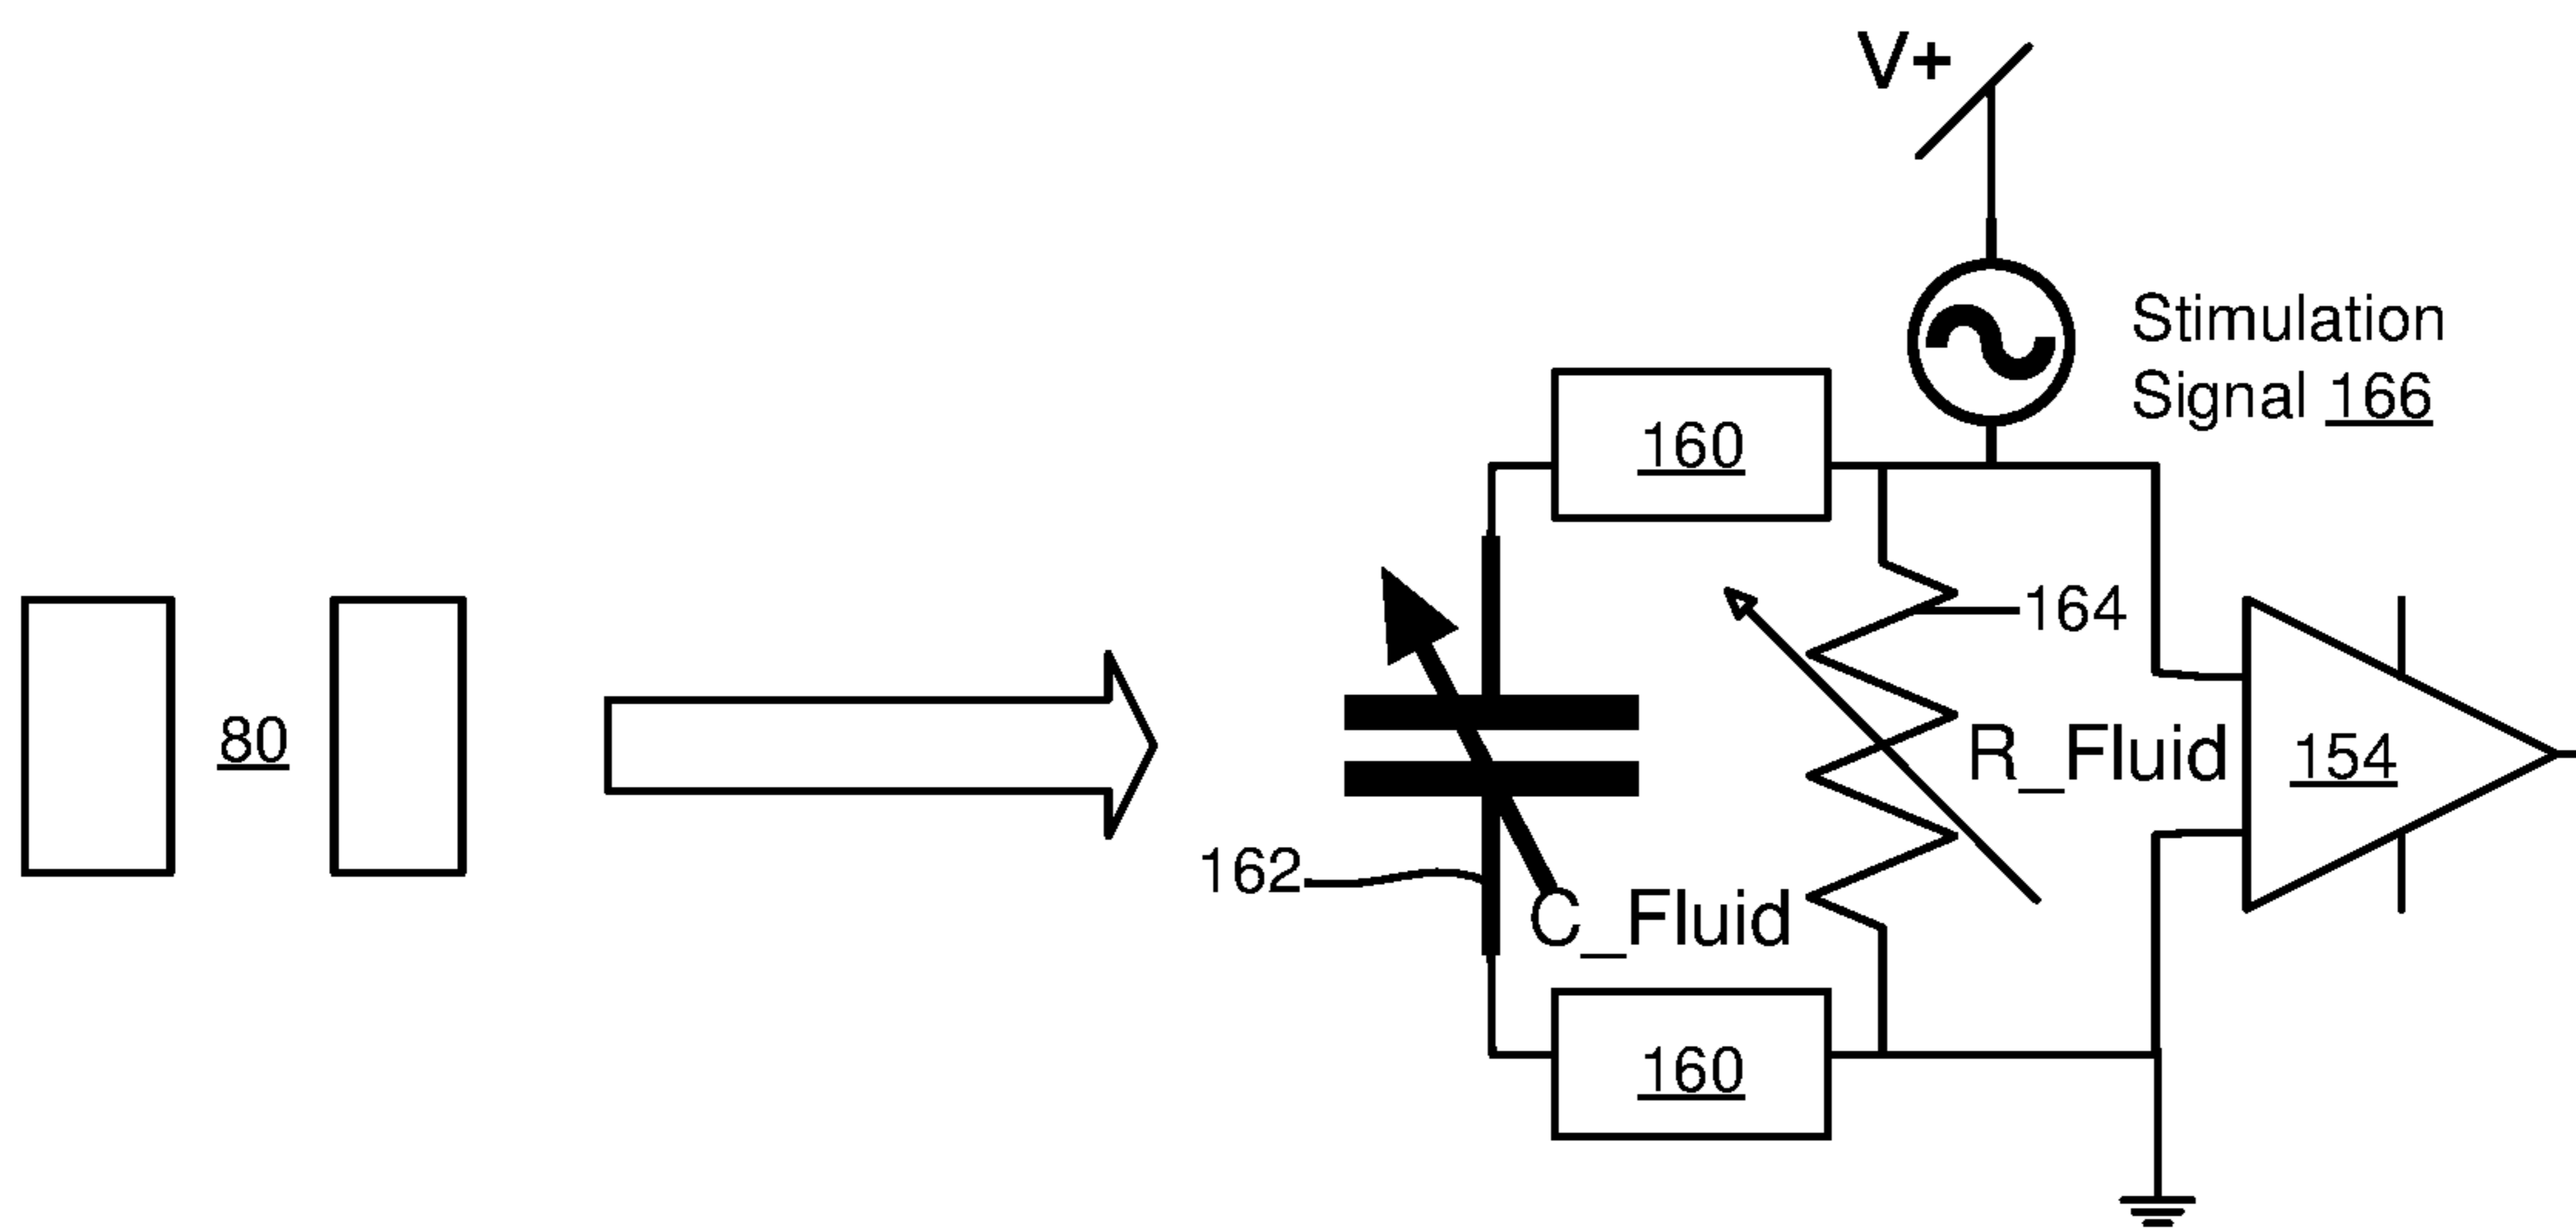 V+
Stimulation
Signal 166
160
164
80
R_Fluid
154
162
C_Fluid
160